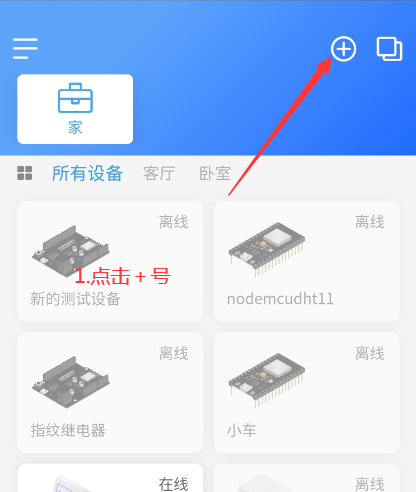 家
所有设备 客厅 卧室
离线 离线
1.点击＋号
新的测试设备 nodemcudht11
离线 离线
指纹继电器 小车
在线 离线